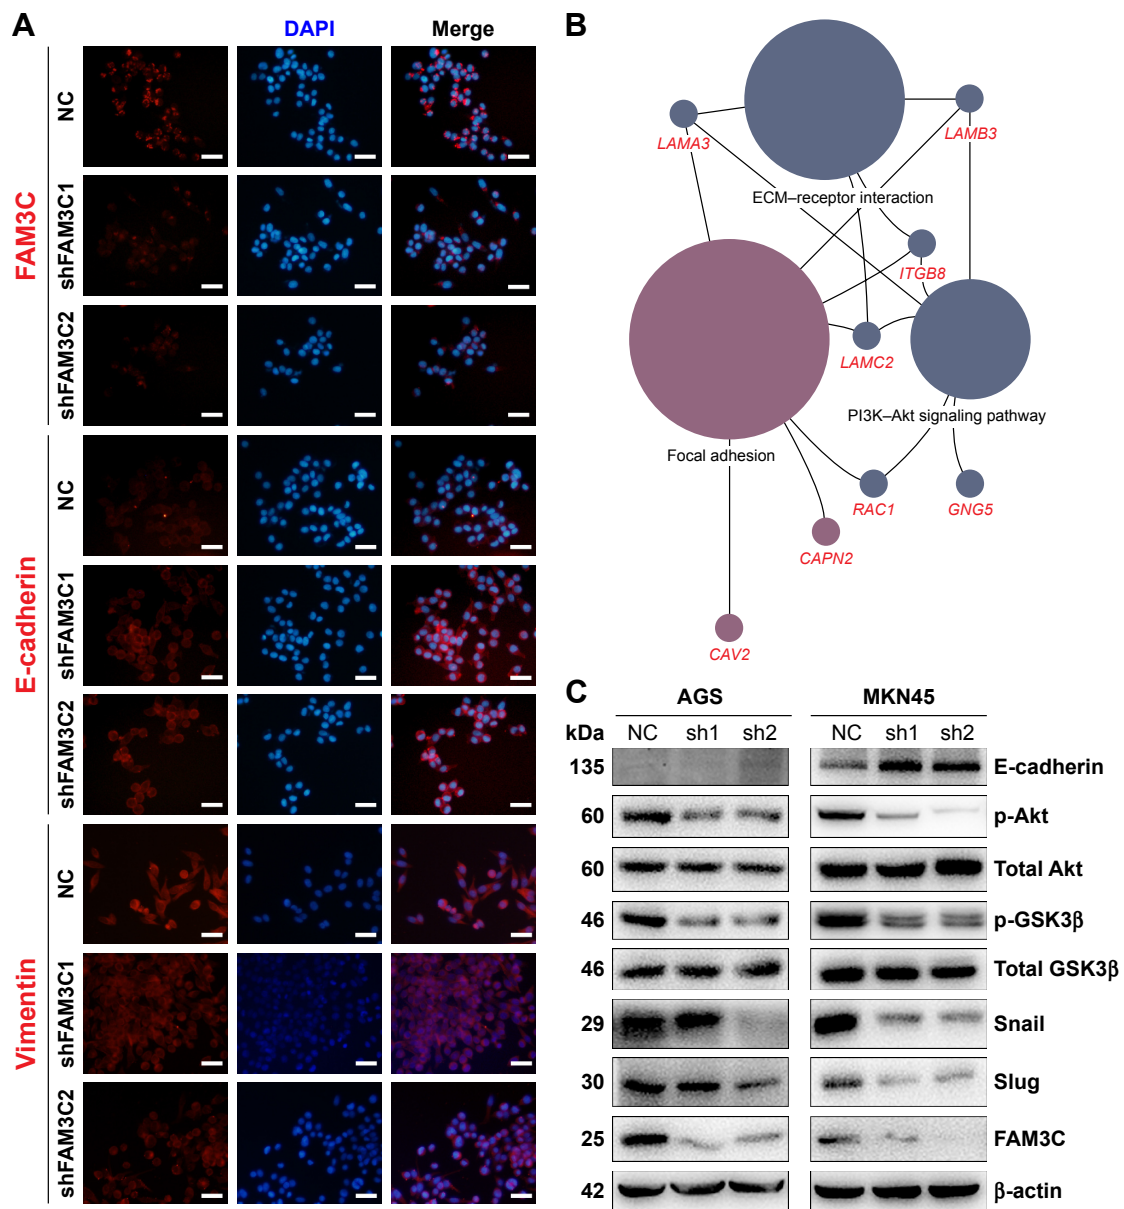 A
DAPI
Merge
FAM3C
NC
shFAM3C1
shFAM3C2
E-cadherin
NC
shFAM3C1
shFAM3C2
Vimentin
NC
shFAM3C1
shFAM3C2
B
LAMA3
LAMB3
ECM–receptor interaction
ITGB8
LAMC2
PI3K–Akt signaling pathway
Focal adhesion
RAC1
GNG5
CAPN2
CAV2
C
AGS
MKN45
kDa
NC
sh1
sh2
NC
sh1
sh2
135
E-cadherin
60
p-Akt
60
Total Akt
46
p-GSK3β
46
Total GSK3β
29
Snail
30
Slug
25
FAM3C
42
β-actin